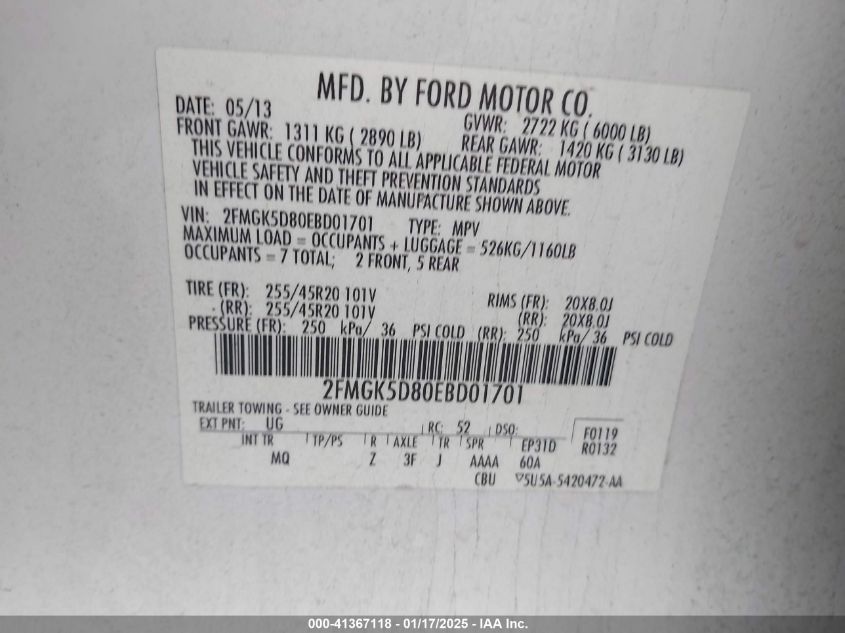 MFD. BY FORD MOTOR CO.
DATE: 05/13 GVWR: 2722 KG ( 6000 LB)
FRONT GAWR: 1311 KG ( 2890 LB) REAR GAWR: 1420 KG ( 3130 LB)
THIS VEHICLE CONFORMS TO ALL APPLICABLE FEDERAL MOTOR
VEHICLE SAFETY AND THEFT PREVENTION STANDARDS
IN EFFECT ON THE DATE OF MANUFACTURE SHOWN ABOVE.
VIN: 2FMGK5D80EBD01701 TYPE: MPV
MAXIMUM LOAD = OCCUPANTS + LUGGAGE = 526KG/1160LB
OCCUPANTS = 7 TOTAL; 2 FRONT, 5 REAR
TIRE (FR): 255/45R20 101V RIMS (FR): 20X8.0J
(RR): 255/45R20 101V (RR): 20X8.0J
PRESSURE (FR): 250 kPa/ 36 PSI COLD (RR): 250 kPa/ 36 PSI COLD
2FMGK5D80EBD01701
TRAILER TOWING - SEE OWNER GUIDE
EXT PNT: UG RC: 52 DSO: F0119
INT TR TP/PS R AXLE TR SPR EP31D R0132
MQ Z 3F J AAAA 60A
CBU 5U5A-5420472-AA
000-41367118 - 01/17/2025 - IAA Inc.